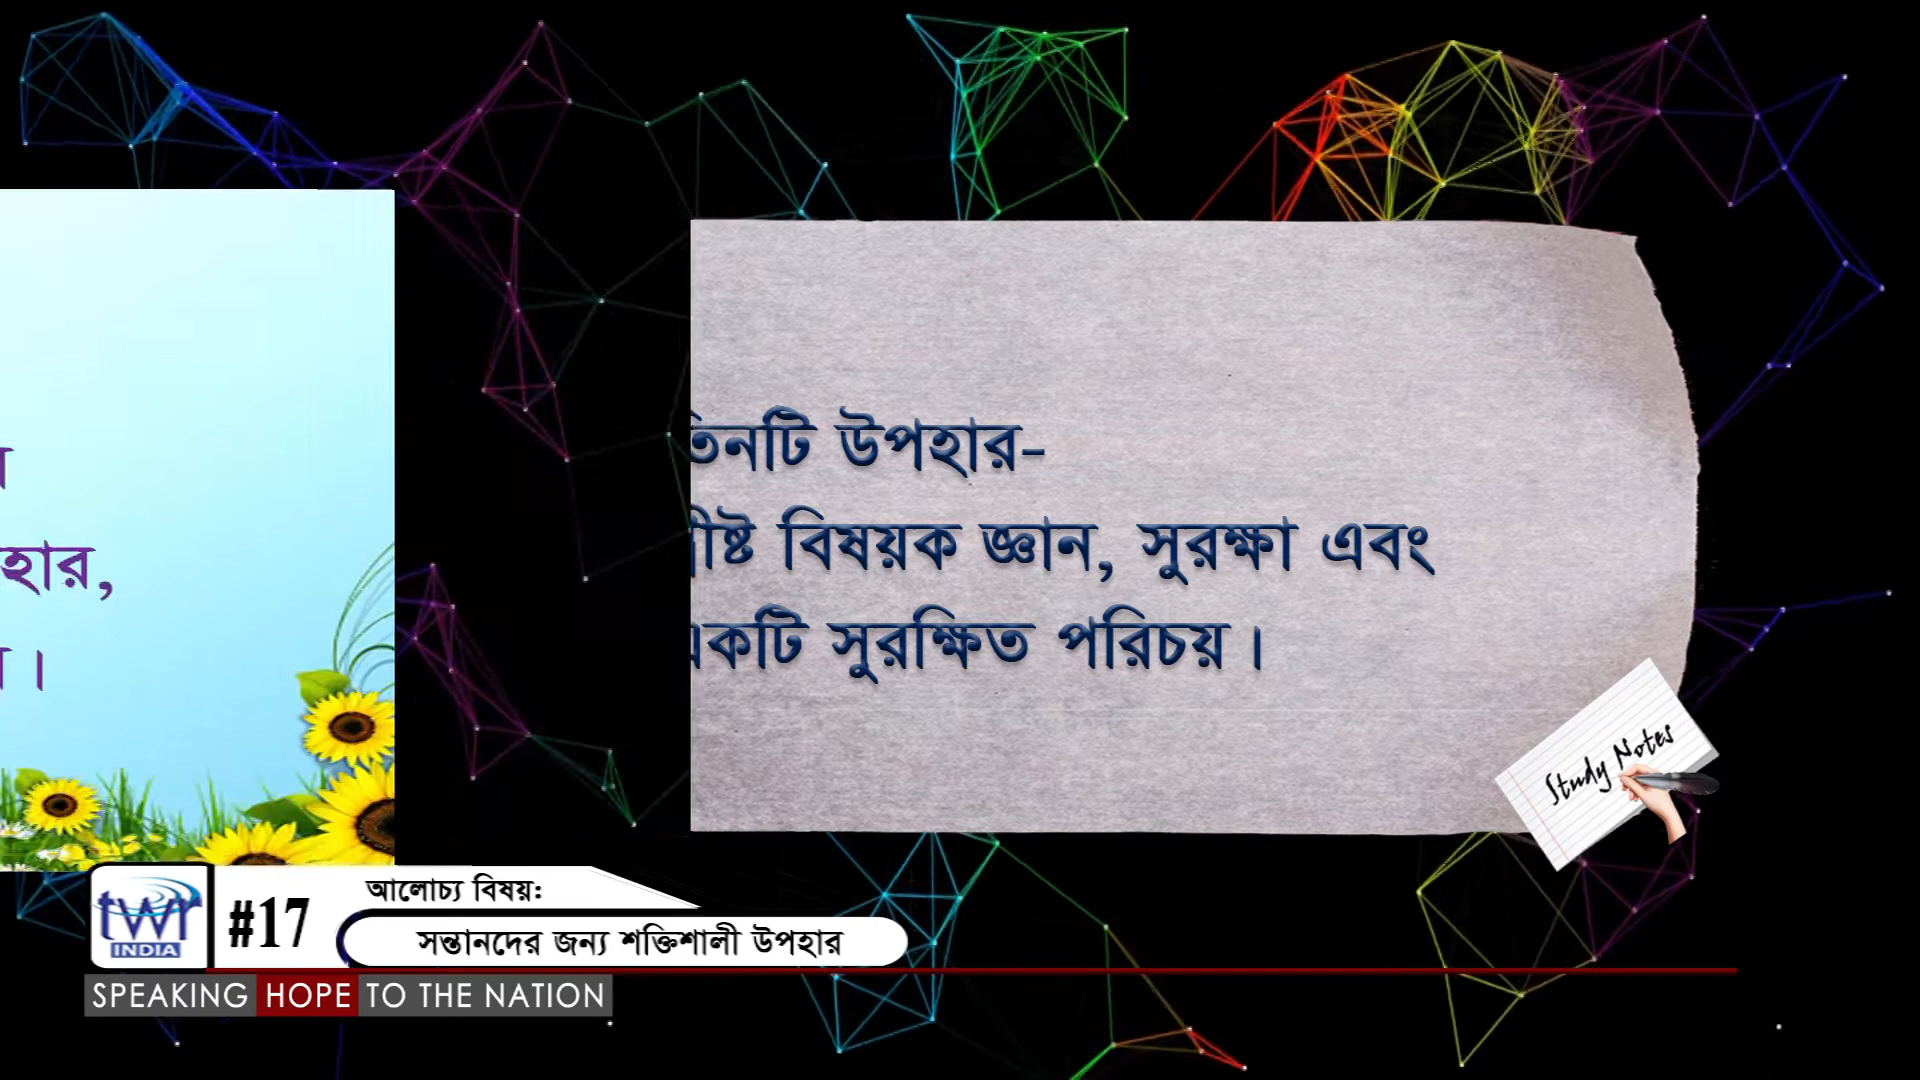 হার,
তিনটি উপহার-
বিষয়ক জ্ঞান, সুরক্ষা এবং
একটি সুরক্ষিত পরিচয়।
Study Notes
twr
INDIA
#17
আলোচ্য বিষয়:
সন্তানদের জন্য শক্তিশালী উপহার
SPEAKING HOPE TO THE NATION